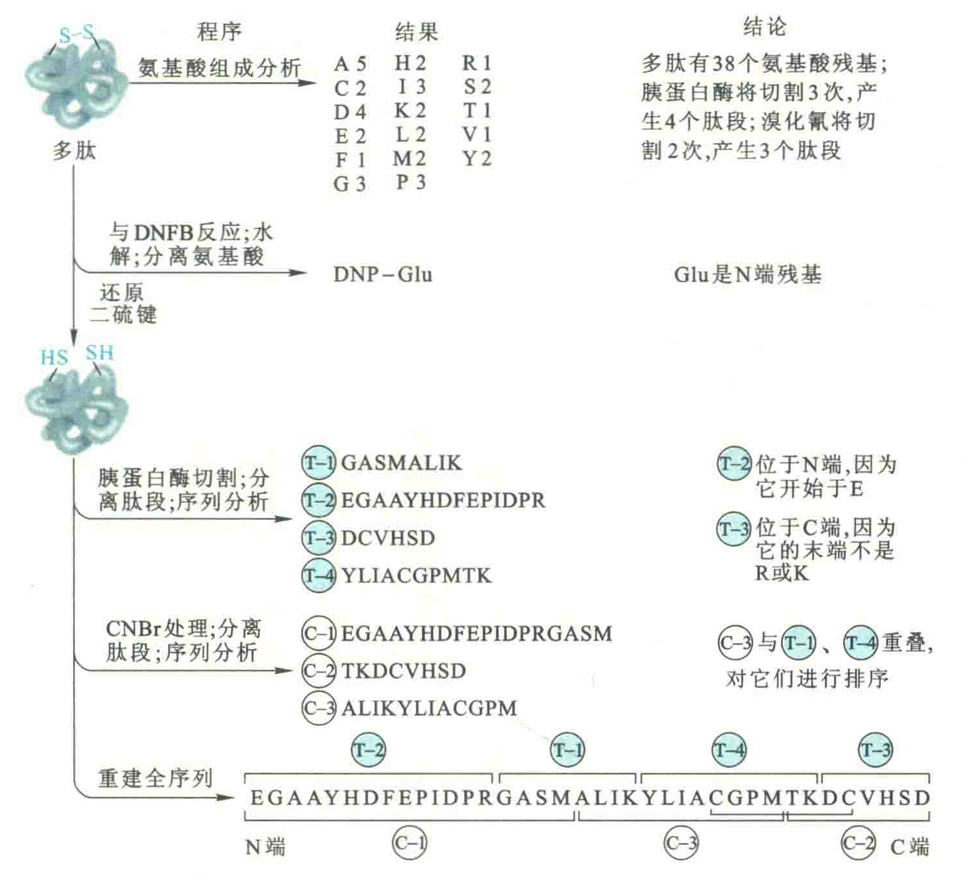 S-S
程序
结果
结论
氨基酸组成分析
A 5 H 2 R 1
C 2 I 3 S 2
D 4 K 2 T 1
E 2 L 2 V 1
F 1 M 2 Y 2
G 3 P 3
多肽有38个氨基酸残基;
胰蛋白酶将切割3次,产
生4个肽段;溴化氰将切
割2次,产生3个肽段
多肽
与DNFB反应;水
解;分离氨基酸
DNP-Glu
Glu是N端残基
还原
二硫键
HS SH
胰蛋白酶切割;分
离肽段;序列分析
T-1 GASMALIK
T-2 EGAAYHDFEPIDPR
T-3 DCVHSD
T-4 YLIACGPMTK
T-2 位于N端,因为
它开始于E
T-3 位于C端,因为
它的末端不是
R或K
CNBr处理;分离
肽段;序列分析
C-1 EGAAYHDFEPIDPRGASM
C-2 TKDCVHSD
C-3 ALIKYLIACGPM
C-3 与 T-1 、 T-4 重叠,
对它们进行排序
重建全序列
T-2 T-1 T-4 T-3
EGAAYHDFEPIDPRGASMALIKYLIACGPMTKDCVHSD
N端 C-1 C-3 C-2 C端